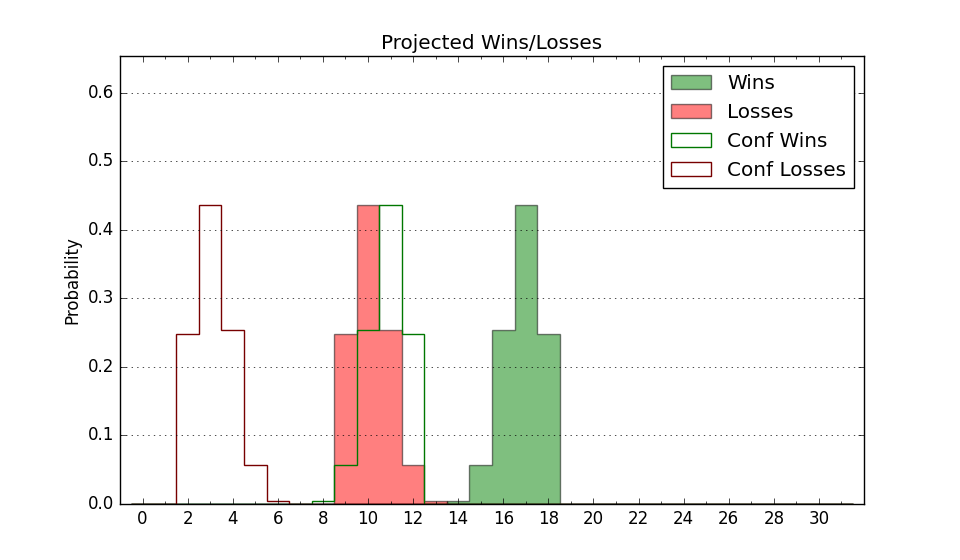 Projected Wins/Losses
Wins
Losses
Conf Wins
Conf Losses
Probability
0.6
0.5
0.4
0.3
0.2
0.1
0.0
0 2 4 6 8 10 12 14 16 18 20 22 24 26 28 30